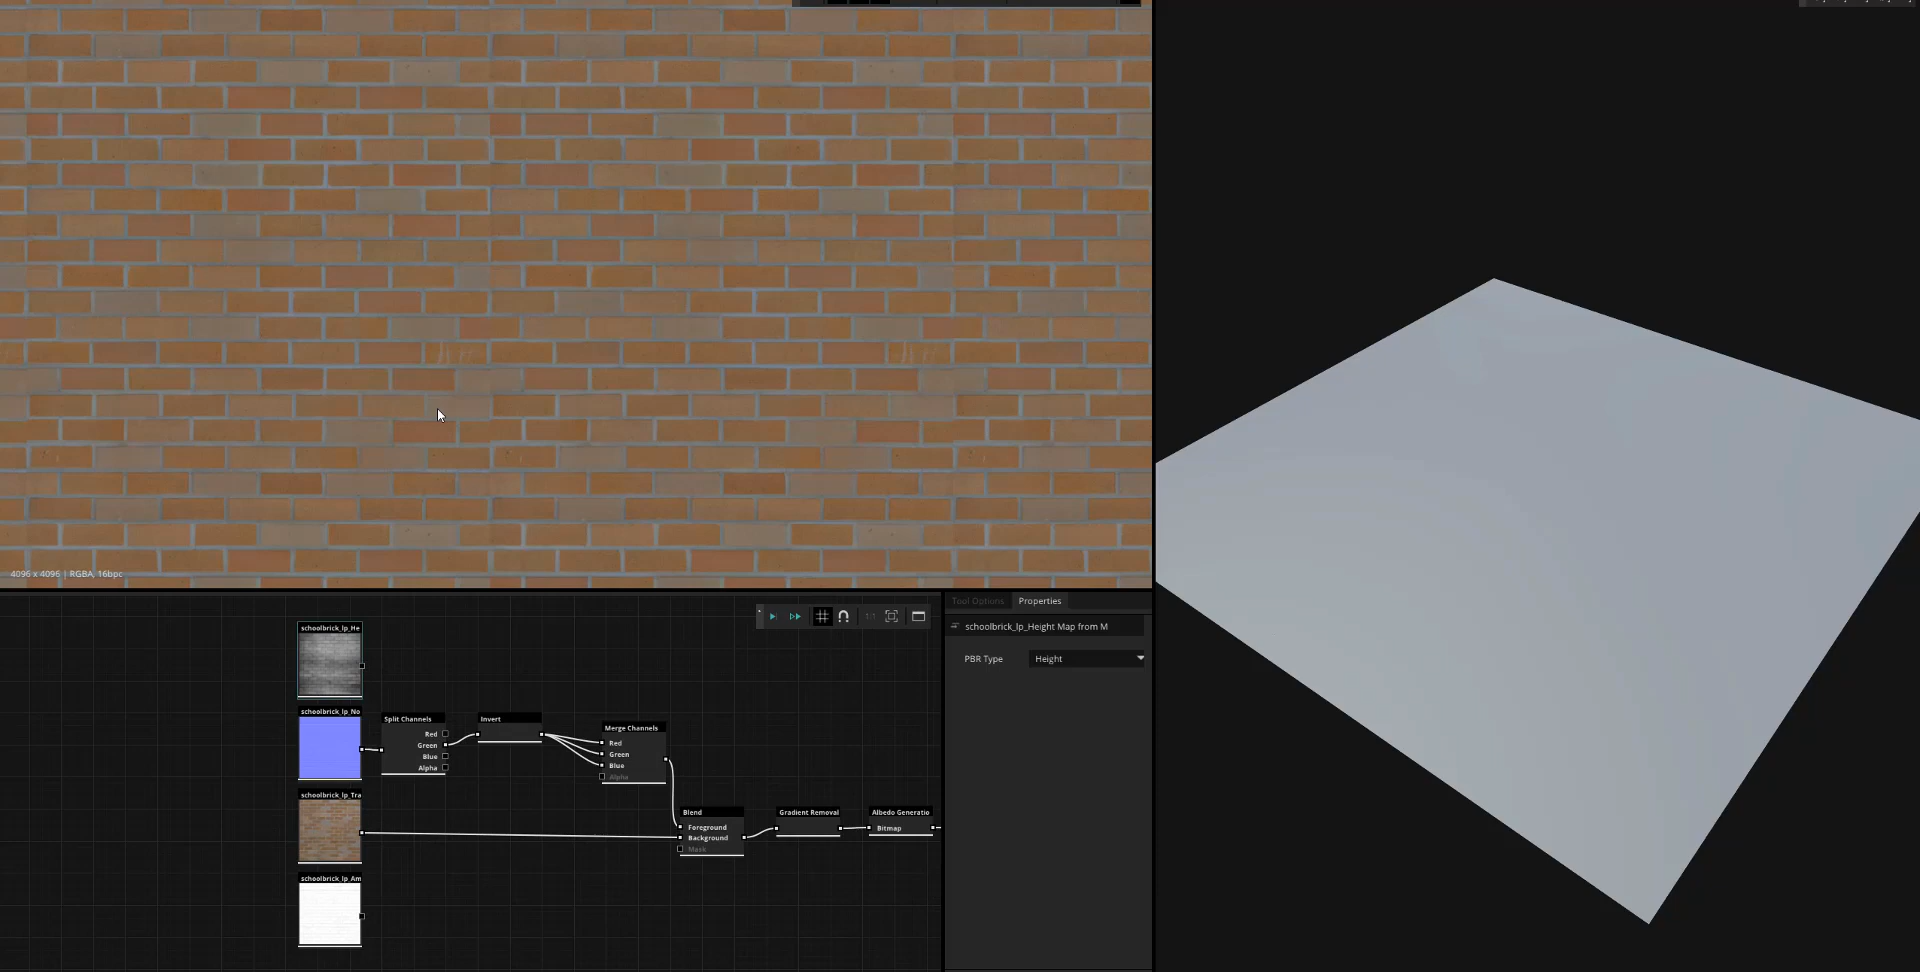 4096 x 4096 | RGBA, 16bpc
Tool Options
Properties
schoolbrick_lp_Height Map from M
PBR Type
Height
1:1
schoolbrick_lp_He
schoolbrick_lp_No
Split Channels
Red
Green
Blue
Alpha
Invert
Merge Channels
Red
Green
Blue
Alpha
schoolbrick_lp_Tra
Blend
Foreground
Background
Mask
Gradient Removal
Albedo Generatio
Bitmap
schoolbrick_lp_Am